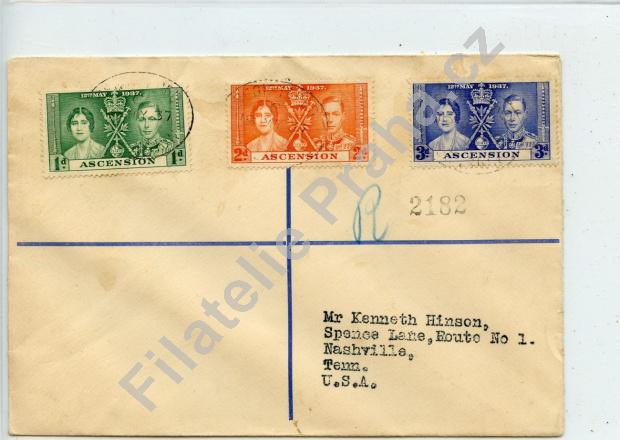 12TH MAY 1937.
1d. ASCENSION 1d.
12TH MAY 1937.
2d. ASCENSION 2d.
12TH MAY 1937.
3d ASCENSION 3d
37
R 2182
Mr Kenneth Hinson,
Spence Lane, Route No 1.
Nashville,
Tenn.
U.S.A.
Filatelie Praha.cz